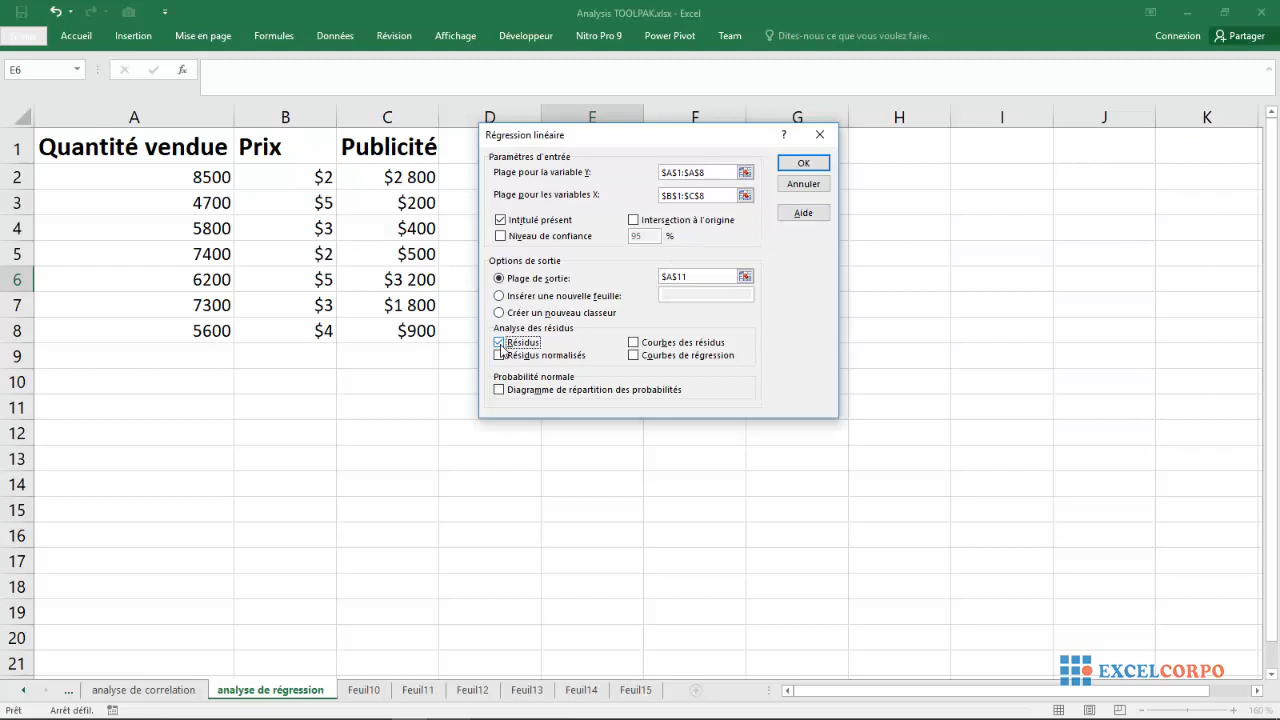 Analysis TOOLPAK.xlsx - Excel
Accueil Insertion Mise en page Formules Données Révision Affichage Développeur Nitro Pro 9 Power Pivot Team Dites-nous ce que vous voulez faire. Connexion Partager
E6 fx
A B C D E F G H I J K
1 Quantité vendue Prix Publicité
2 8500 $2 $2 800
3 4700 $5 $200
4 5800 $3 $400
5 7400 $2 $500
6 6200 $5 $3 200
7 7300 $3 $1 800
8 5600 $4 $900
9
10
11
12
13
14
15
16
17
18
19
20
21
Régression linéaire ?
Paramètres d'entrée
Plage pour la variable Y: $A$1:$A$8 OK
Plage pour les variables X: $B$1:$C$8 Annuler
Intitulé présent Intersection à l'origine Aide
Niveau de confiance 95 %
Options de sortie
Plage de sortie: $A$11
Insérer une nouvelle feuille:
Créer un nouveau classeur
Analyse des résidus
Résidus Courbes des résidus
Résidus normalisés Courbes de régression
Probabilité normale
Diagramme de répartition des probabilités
EXCELCORPO
... analyse de correlation analyse de régression Feuil10 Feuil11 Feuil12 Feuil13 Feuil14 Feuil15
Prêt Arrêt défil. 160 %